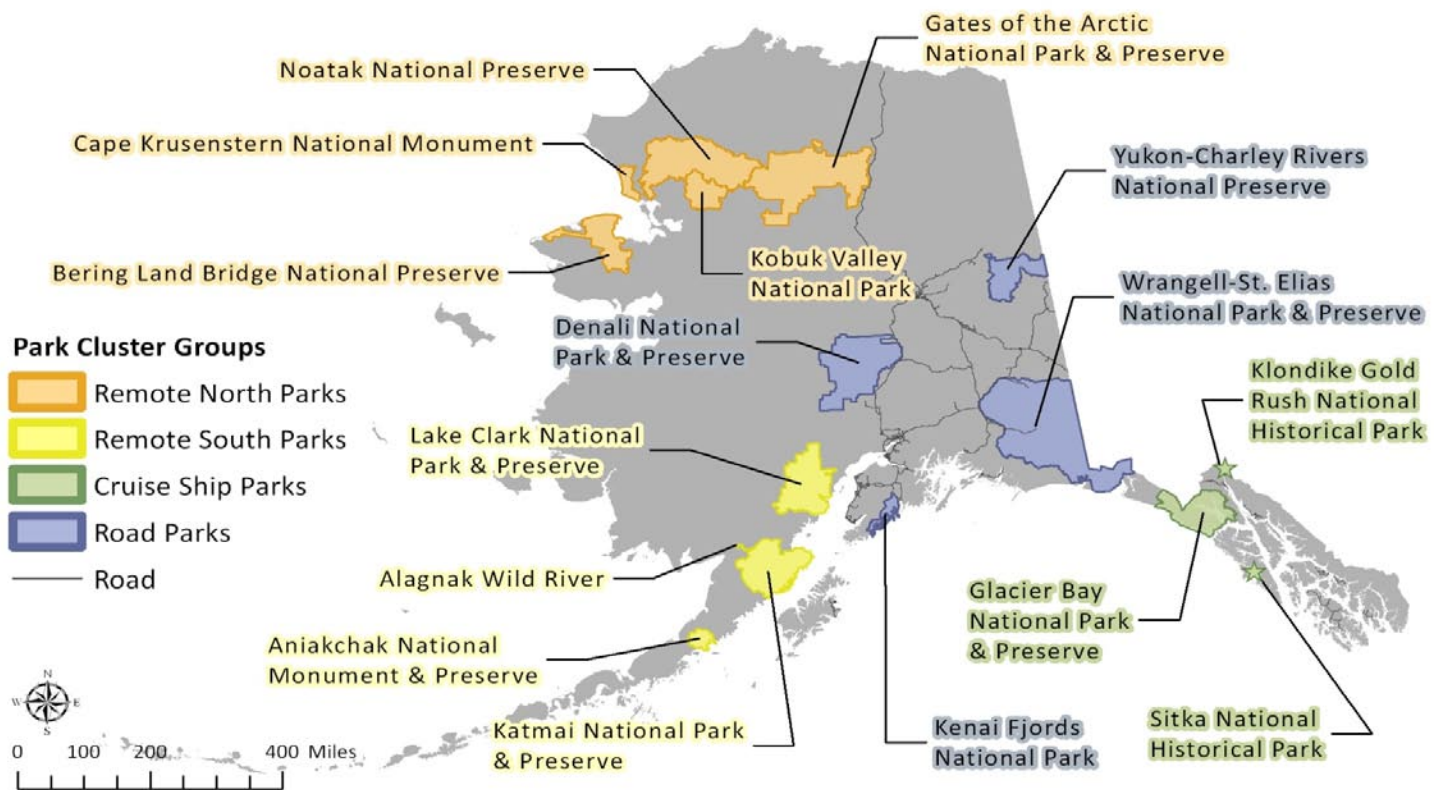 Gates of the Arctic
National Park & Preserve
Noatak National Preserve
Cape Krusenstern National Monument
Yukon-Charley Rivers
National Preserve
Bering Land Bridge National Preserve
Kobuk Valley
National Park
Wrangell-St. Elias
National Park & Preserve
Denali National
Park & Preserve
Park Cluster Groups
Remote North Parks
Remote South Parks
Cruise Ship Parks
Road Parks
Road
Klondike Gold
Rush National
Historical Park
Lake Clark National
Park & Preserve
Alagnak Wild River
Glacier Bay
National Park
& Preserve
Aniakchak National
Monument & Preserve
Katmai National Park
& Preserve
Kenai Fjords
National Park
Sitka National
Historical Park
N
W E
S
0 100 200 400 Miles